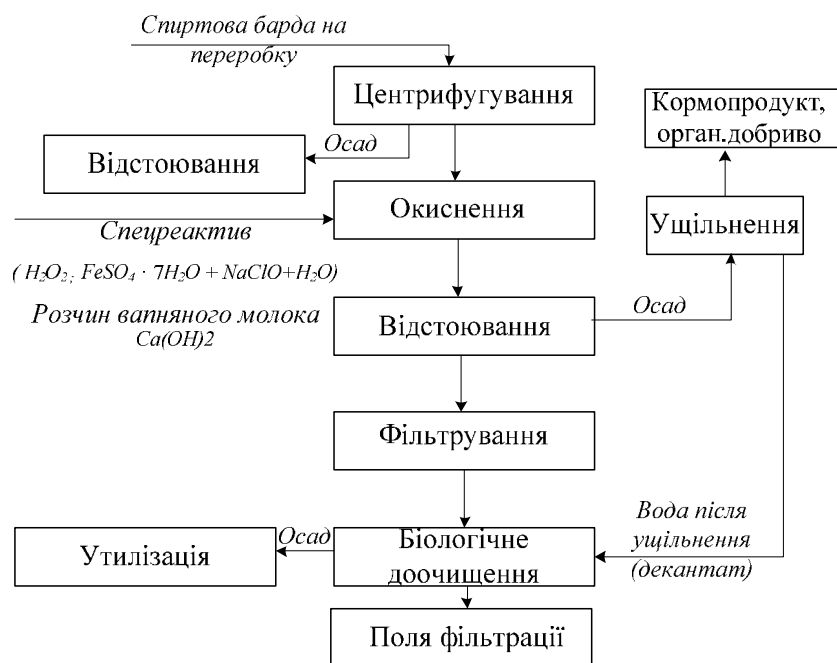 Спиртова барда на
переробку
Центрифугування
Кормопродукт,
орган.добриво
Осад
Відстоювання
Окиснення
Ущільнення
Спецреактив
( H₂O₂; FeSO₄ · 7H₂O + NaClO+H₂O)
Розчин вапняного молока
Ca(OH)2
Осад
Відстоювання
Фільтрування
Вода після
ущільнення
(декантат)
Осад
Утилізація
Біологічне
доочищення
Поля фільтрації